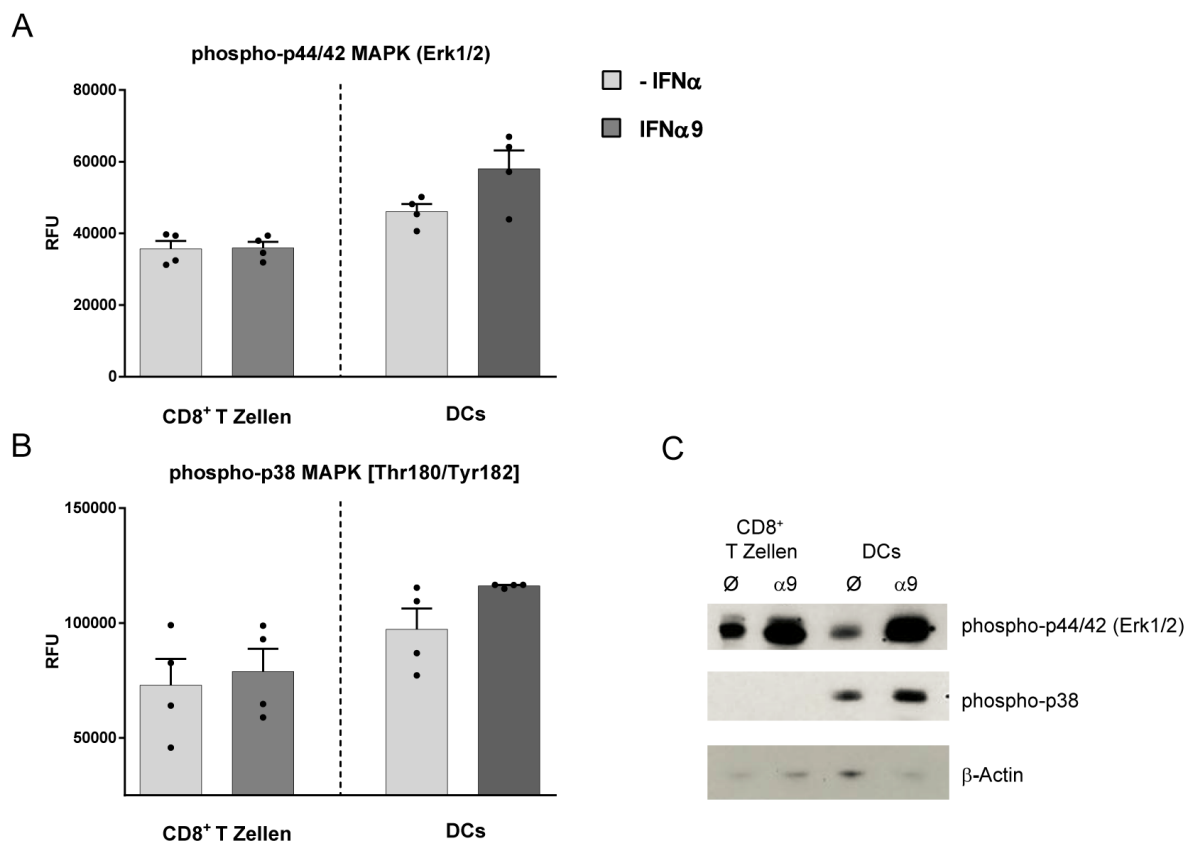 A
phospho-p44/42 MAPK (Erk1/2)
80000
60000
40000
20000
0
RFU
CD8⁺ T Zellen
DCs
- IFNα
IFNα9
B
phospho-p38 MAPK [Thr180/Tyr182]
150000
100000
50000
RFU
CD8⁺ T Zellen
DCs
C
CD8⁺
T Zellen
DCs
Ø α9 Ø α9
phospho-p44/42 (Erk1/2)
phospho-p38
β-Actin